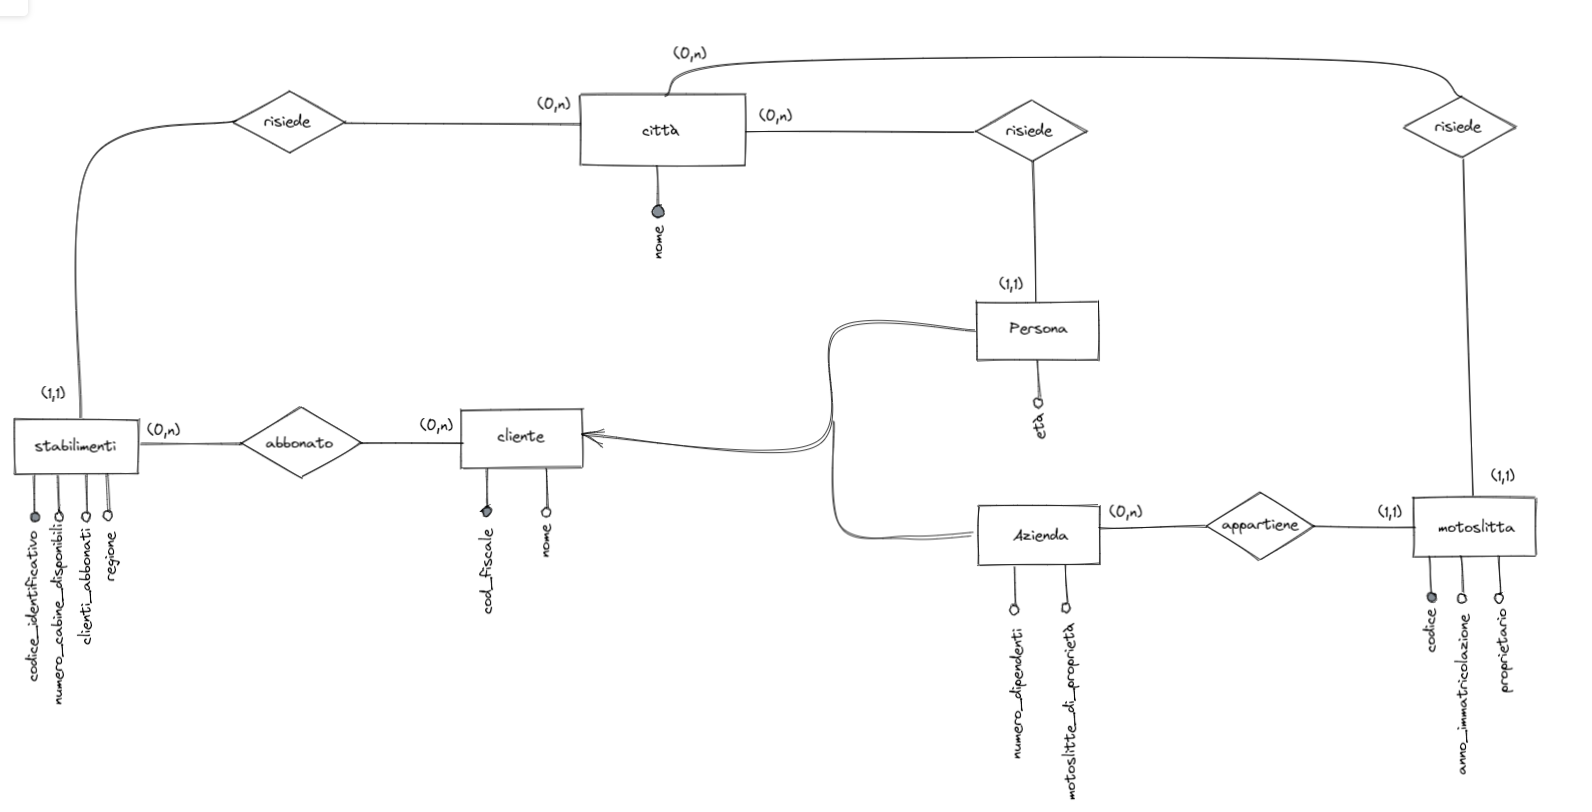 (0,n)
risiede
(0,n)
città
(0,n)
risiede
risiede
nome
(1,1)
Persona
età
(1,1)
stabilimenti
(0,n)
abbonato
(0,n)
cliente
codice_identificativo
numero_cabine_disponibili
clienti_abbonati
regione
cod_fiscale
nome
Azienda
(0,n)
appartiene
(1,1)
(1,1)
motoslitta
numero_dipendenti
motoslitte_di_proprietà
codice
anno_immatricolazione
proprietario